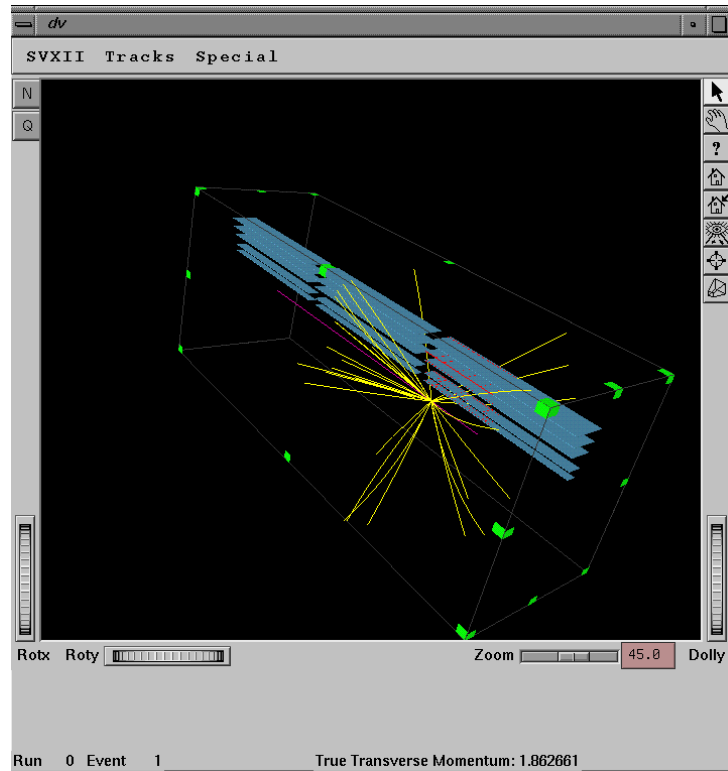 dv
SVXII Tracks Special
N
Q
?
Rotx Roty Zoom 45.0 Dolly
Run 0 Event 1 True Transverse Momentum: 1.862661